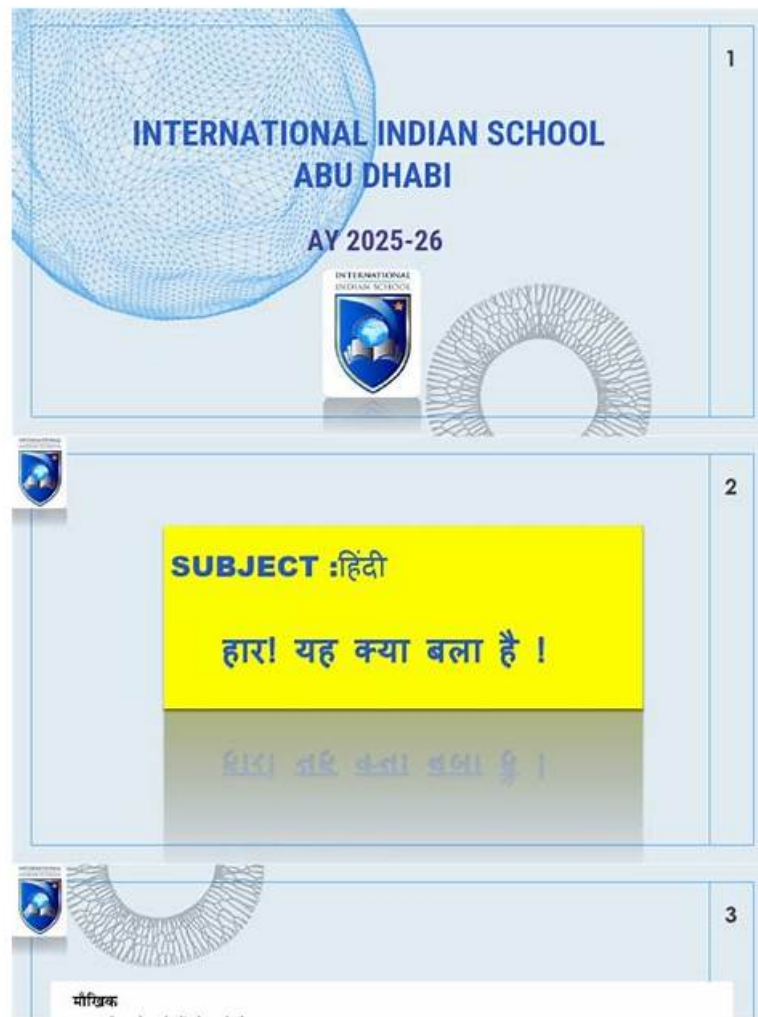 1
INTERNATIONAL INDIAN SCHOOL
ABU DHABI
AY 2025-26
INTERNATIONAL
INDIAN SCHOOL
2
SUBJECT :हिंदी
हार! यह क्या बला है !
3
मौखिक